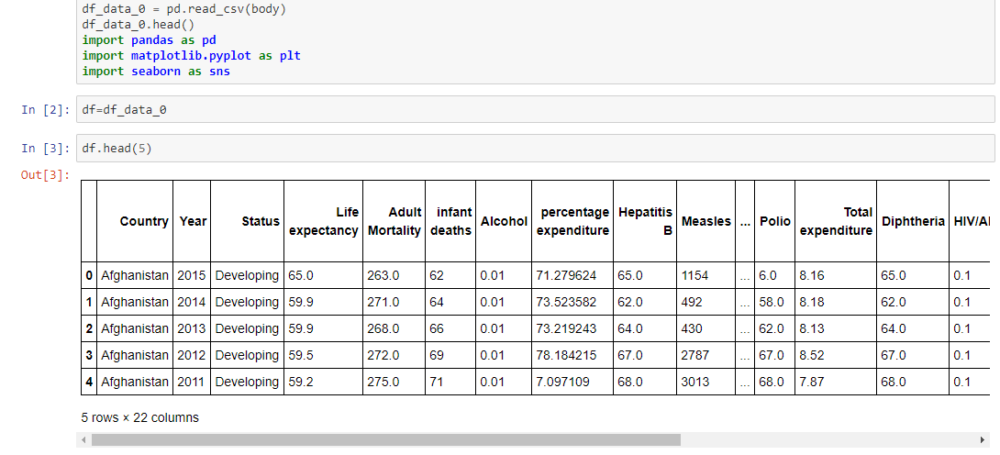 df_data_0 = pd.read_csv(body)
df_data_0.head()
import pandas as pd
import matplotlib.pyplot as plt
import seaborn as sns
In [2]: df=df_data_0
In [3]: df.head(5)
Out[3]:
Country Year Status Life expectancy Adult Mortality infant deaths Alcohol percentage expenditure Hepatitis B Measles ... Polio Total expenditure Diphtheria HIV/AI
0 Afghanistan 2015 Developing 65.0 263.0 62 0.01 71.279624 65.0 1154 ... 6.0 8.16 65.0 0.1
1 Afghanistan 2014 Developing 59.9 271.0 64 0.01 73.523582 62.0 492 ... 58.0 8.18 62.0 0.1
2 Afghanistan 2013 Developing 59.9 268.0 66 0.01 73.219243 64.0 430 ... 62.0 8.13 64.0 0.1
3 Afghanistan 2012 Developing 59.5 272.0 69 0.01 78.184215 67.0 2787 ... 67.0 8.52 67.0 0.1
4 Afghanistan 2011 Developing 59.2 275.0 71 0.01 7.097109 68.0 3013 ... 68.0 7.87 68.0 0.1
5 rows × 22 columns